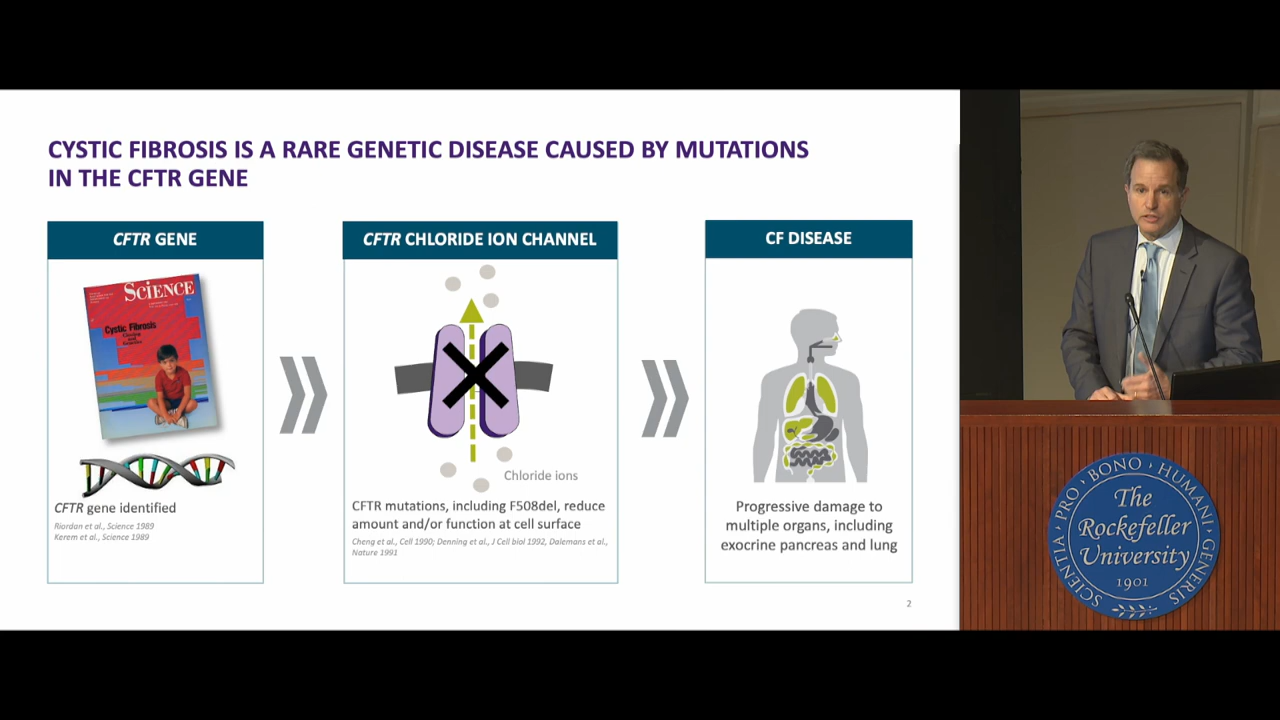 CYSTIC FIBROSIS IS A RARE GENETIC DISEASE CAUSED BY MUTATIONS
IN THE CFTR GENE
CFTR GENE
SCIENCE
Cystic Fibrosis
CFTR gene identified
Riordan et al., Science 1989
Kerem et al., Science 1989
CFTR CHLORIDE ION CHANNEL
Chloride ions
CFTR mutations, including F508del, reduce
amount and/or function at cell surface
Cheng et al., Cell 1990; Denning et al., J Cell biol 1992, Dalemans et al.,
Nature 1991
CF DISEASE
Progressive damage to
multiple organs, including
exocrine pancreas and lung
2
SCIENTIA · PRO · BONO · HUMANI · GENERIS
The
Rockefeller
University
1901